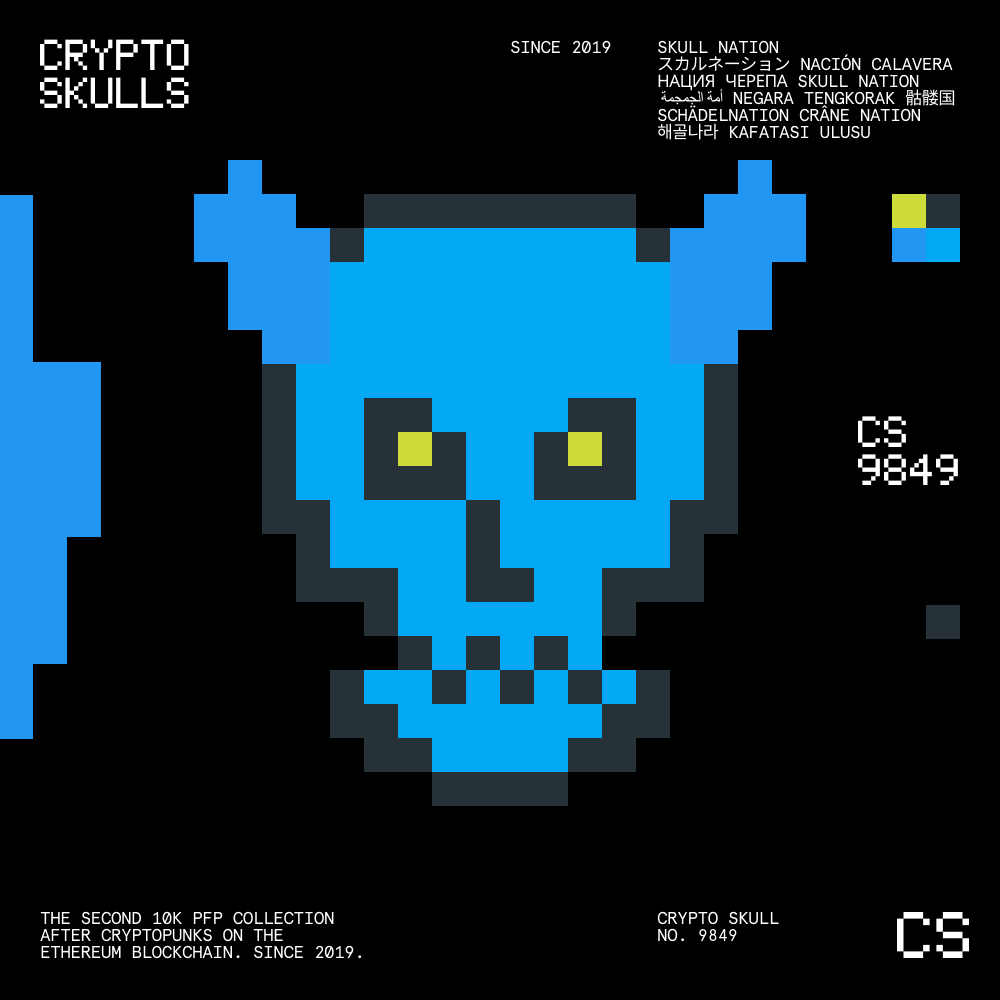 CRYPTO
SKULLS
SINCE 2019
SKULL NATION
スカルネーション NACIÓN CALAVERA
НАЦИЯ ЧЕРЕПА SKULL NATION
أمة الجمجمة NEGARA TENGKORAK 骷髅国
SCHÄDELNATION CRÂNE NATION
해골나라 KAFATASI ULUSU
CS
9849
THE SECOND 10K PFP COLLECTION
AFTER CRYPTOPUNKS ON THE
ETHEREUM BLOCKCHAIN. SINCE 2019.
CRYPTO SKULL
NO. 9849
CS